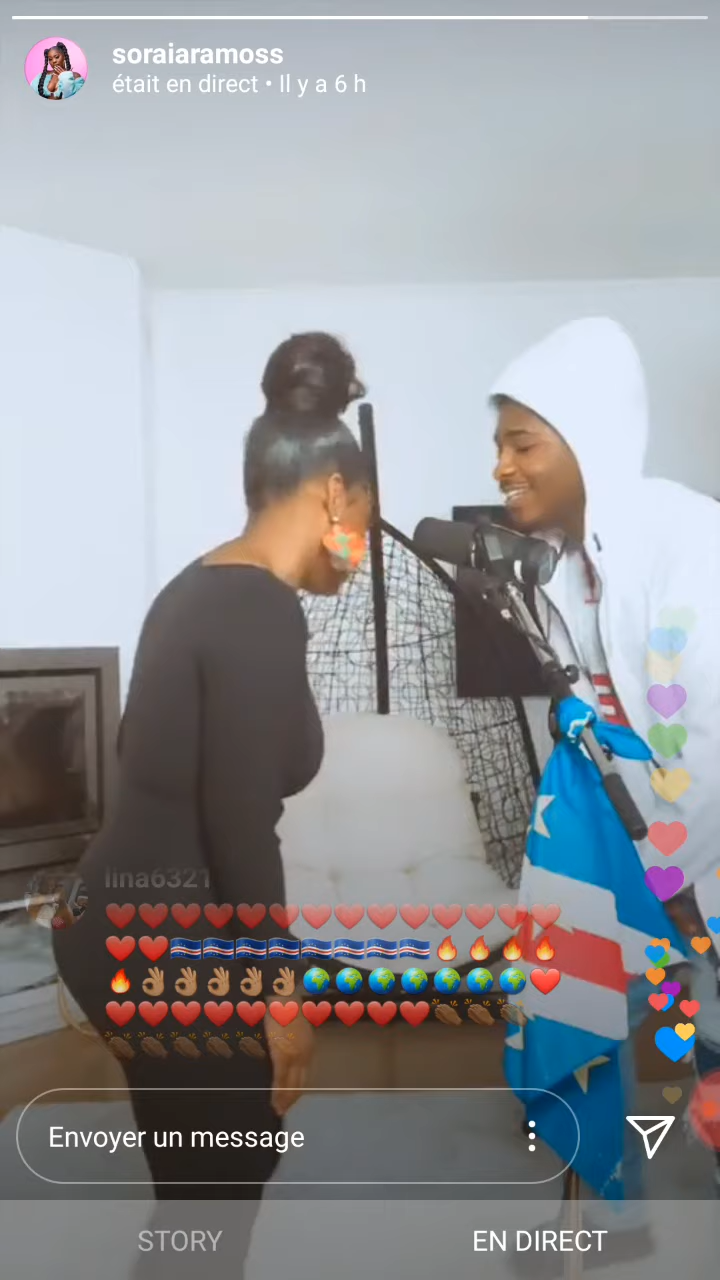 soraiaramoss
était en direct • Il y a 6 h
lina6321
❤️❤️❤️❤️❤️❤️❤️❤️❤️❤️❤️❤️❤️❤️
❤️❤️🇨🇻🇨🇻🇨🇻🇨🇻🇨🇻🇨🇻🇨🇻🇨🇻🔥🔥🔥🔥
🔥👌🏽👌🏽👌🏽👌🏽👌🏽🌍🌍🌍🌍🌍🌍🌍❤️
❤️❤️❤️❤️❤️❤️❤️❤️❤️❤️👏🏽👏🏽👏🏽
👏🏽👏🏽👏🏽👏🏽👏🏽
Envoyer un message
STORY
EN DIRECT